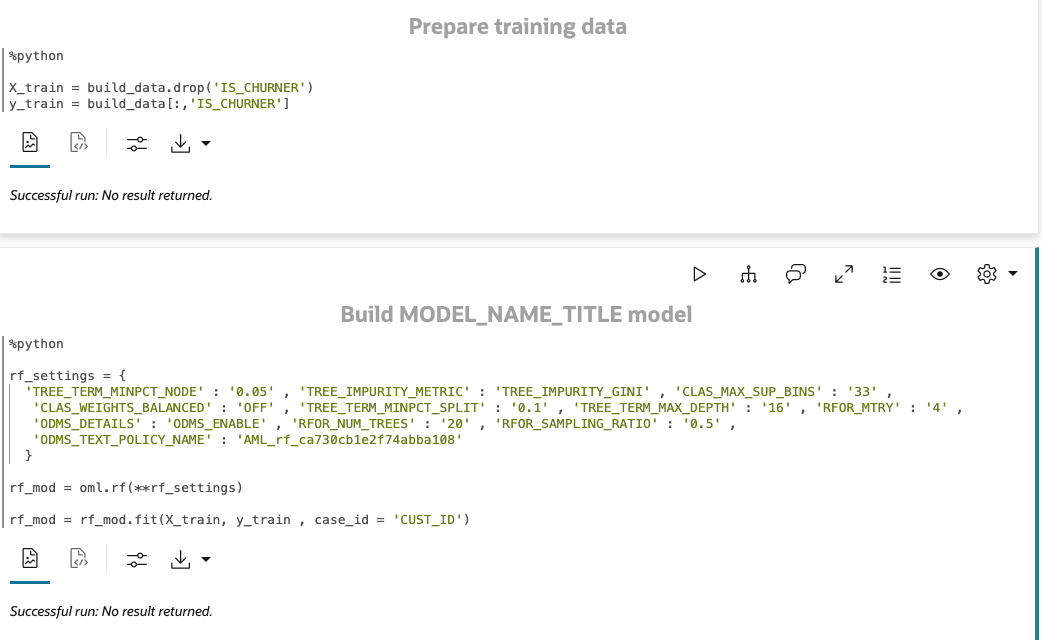 Prepare training data
%python
X_train = build_data.drop('IS_CHURNER')
y_train = build_data[:,'IS_CHURNER']
Successful run: No result returned.
Build MODEL_NAME_TITLE model
%python
rf_settings = {
'TREE_TERM_MINPCT_NODE' : '0.05' , 'TREE_IMPURITY_METRIC' : 'TREE_IMPURITY_GINI' , 'CLAS_MAX_SUP_BINS' : '33' ,
'CLAS_WEIGHTS_BALANCED' : 'OFF' , 'TREE_TERM_MINPCT_SPLIT' : '0.1' , 'TREE_TERM_MAX_DEPTH' : '16' , 'RFOR_MTRY' : '4' ,
'ODMS_DETAILS' : 'ODMS_ENABLE' , 'RFOR_NUM_TREES' : '20' , 'RFOR_SAMPLING_RATIO' : '0.5' ,
'ODMS_TEXT_POLICY_NAME' : 'AML_rf_ca730cb1e2f74abba108'
}
rf_mod = oml.rf(**rf_settings)
rf_mod = rf_mod.fit(X_train, y_train , case_id = 'CUST_ID')
Successful run: No result returned.